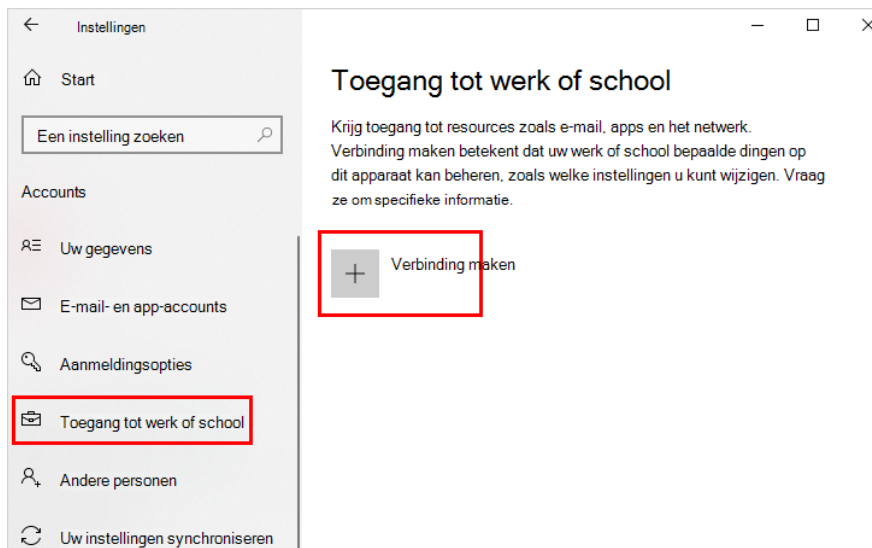 Instellingen
Start
Een instelling zoeken
Accounts
Uw gegevens
E-mail- en app-accounts
Aanmeldingsopties
Toegang tot werk of school
Andere personen
Uw instellingen synchroniseren
Toegang tot werk of school
Krijg toegang tot resources zoals e-mail, apps en het netwerk.
Verbinding maken betekent dat uw werk of school bepaalde dingen op
dit apparaat kan beheren, zoals welke instellingen u kunt wijzigen. Vraag
ze om specifieke informatie.
Verbinding maken